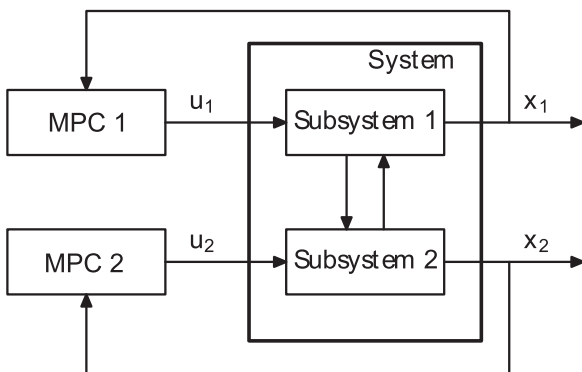 System
MPC 1
u1
Subsystem 1
x1
MPC 2
u2
Subsystem 2
x2